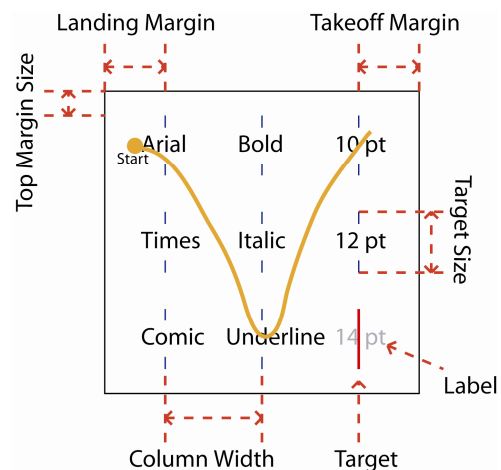 Landing Margin
Takeoff Margin
Top Margin Size
Arial
Bold
10 pt
Start
Times
Italic
12 pt
Target Size
Comic
Underline
14 pt
Label
Column Width
Target